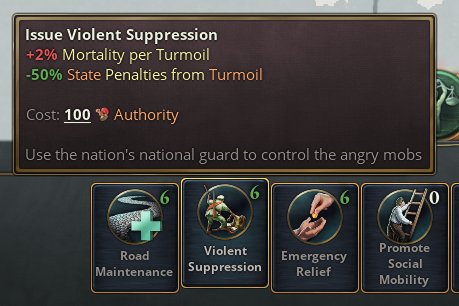 Issue Violent Suppression
+2% Mortality per Turmoil
-50% State Penalties from Turmoil
Cost: 100 Authority
Use the nation's national guard to control the angry mobs
6
6
6
0
Road
Maintenance
Violent
Suppression
Emergency
Relief
Promote
Social
Mobility